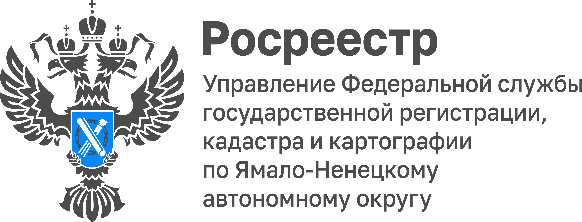 Росреестр
Управление Федеральной службы
государственной регистрации,
кадастра и картографии
по Ямало-Ненецкому
автономному округу